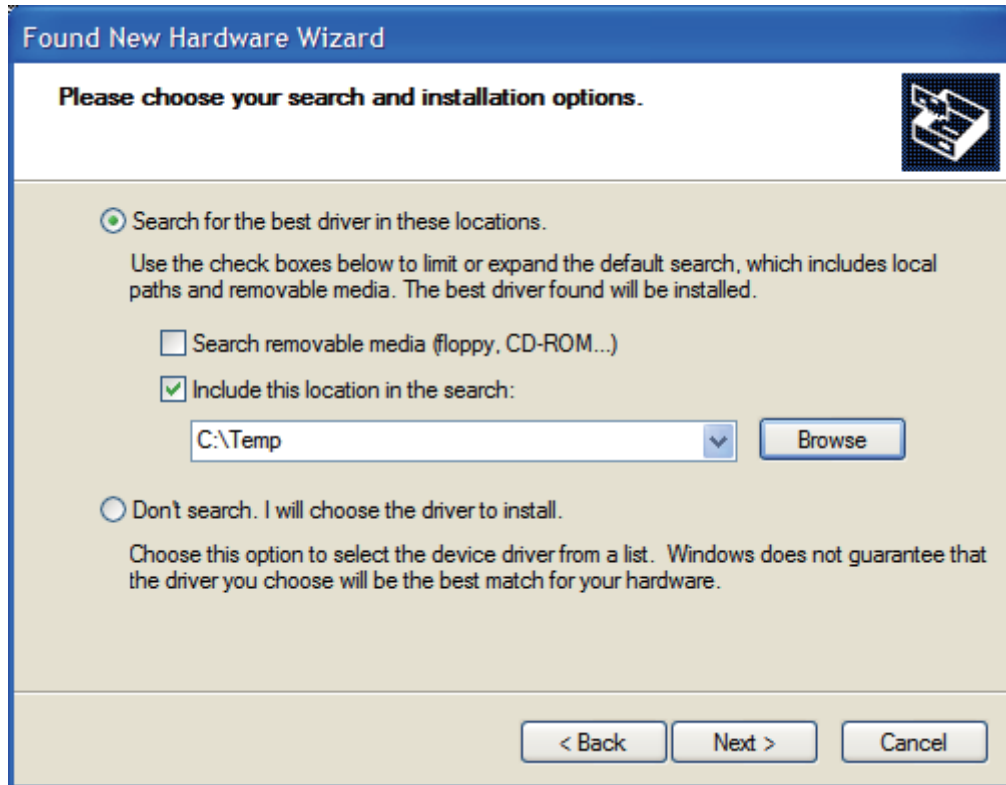 Found New Hardware Wizard
Please choose your search and installation options.
Search for the best driver in these locations.
Use the check boxes below to limit or expand the default search, which includes local
paths and removable media. The best driver found will be installed.
Search removable media (floppy, CD-ROM...)
Include this location in the search:
C:\Temp
Browse
Don't search. I will choose the driver to install.
Choose this option to select the device driver from a list.  Windows does not guarantee that
the driver you choose will be the best match for your hardware.
< Back
Next >
Cancel